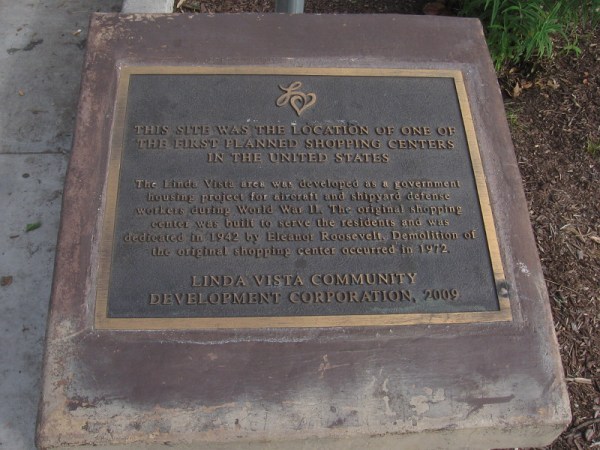 THIS SITE WAS THE LOCATION OF ONE OF
THE FIRST PLANNED SHOPPING CENTERS
IN THE UNITED STATES
The Linda Vista area was developed as a government
housing project for aircraft and shipyard defense
workers during World War II. The original shopping
center was built to serve the residents and was
dedicated in 1942 by Eleanor Roosevelt. Demolition of
the original shopping center occurred in 1972.
LINDA VISTA COMMUNITY
DEVELOPMENT CORPORATION, 2009